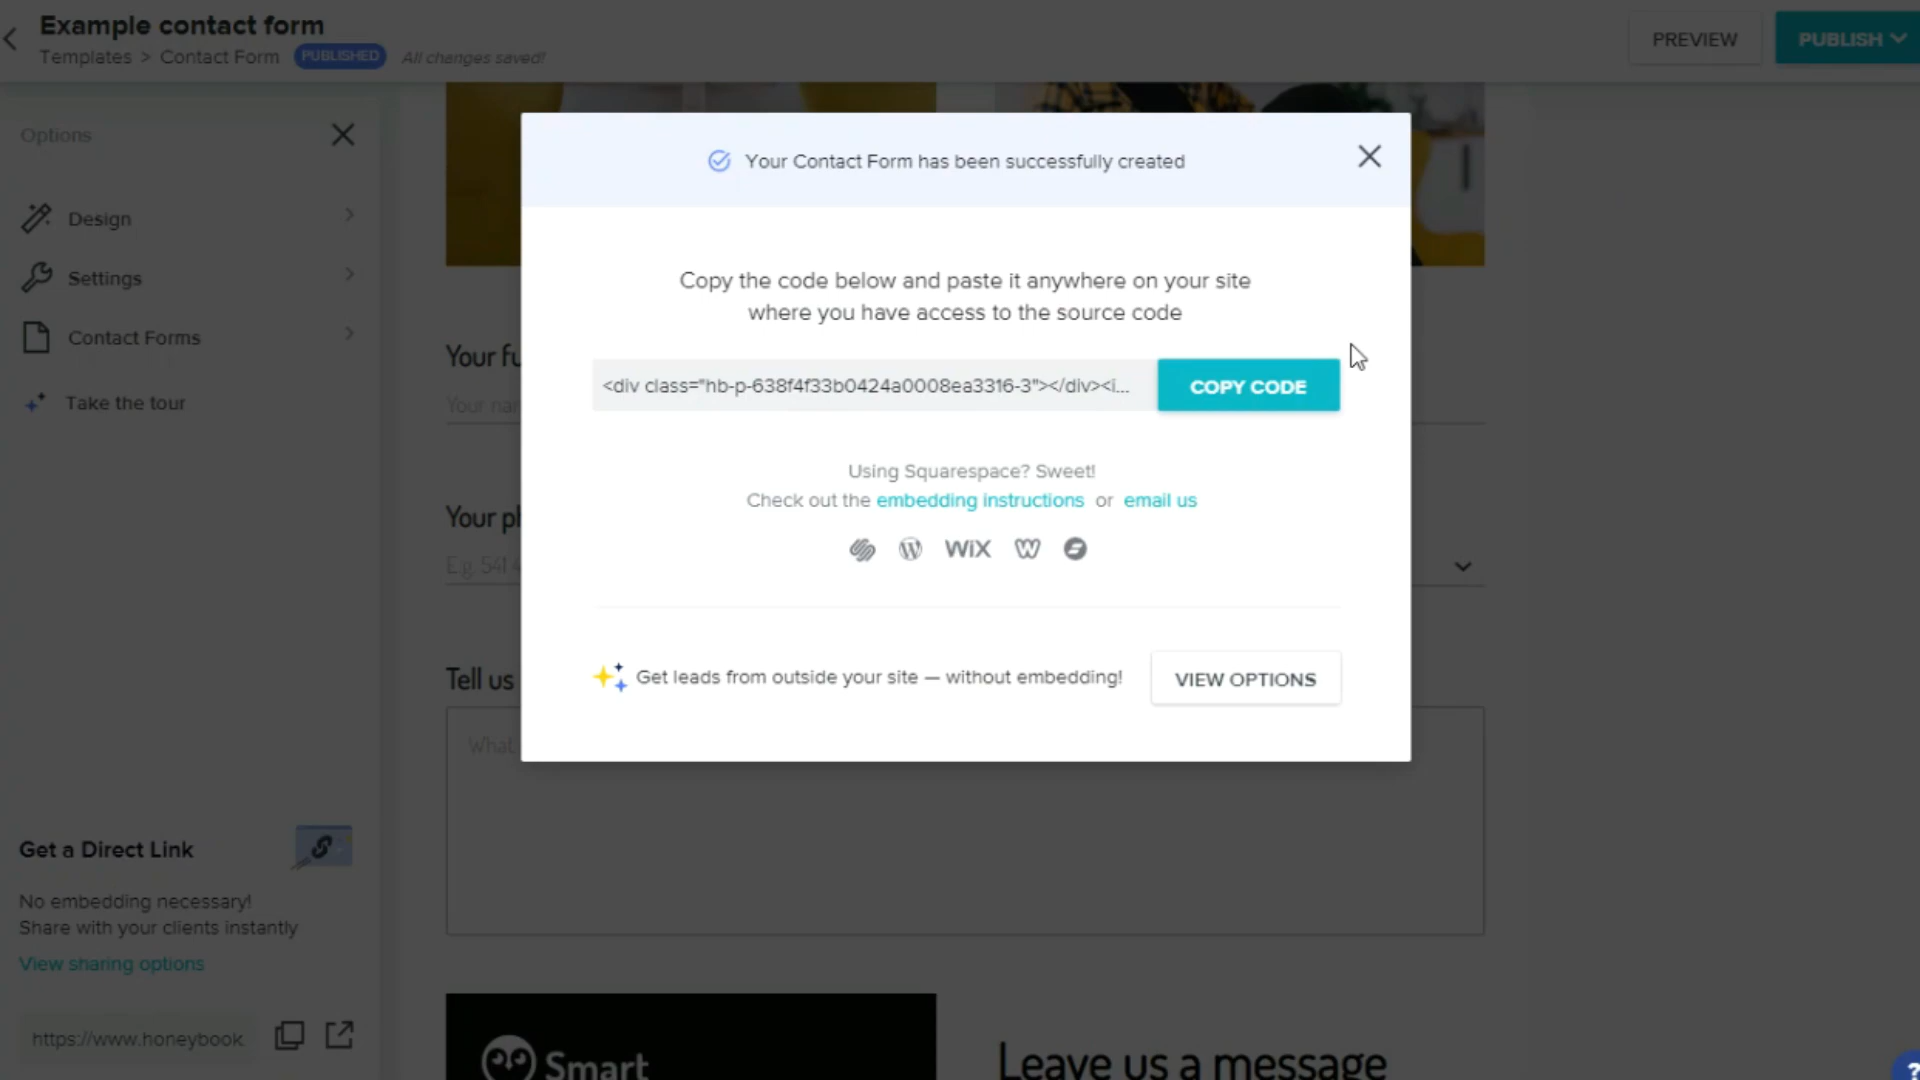 Example contact form
Templates > Contact Form PUBLISHED All changes saved!
PREVIEW
PUBLISH
Options
Design
Settings
Contact Forms
Take the tour
Get a Direct Link
No embedding necessary!
Share with your clients instantly
View sharing options
https://www.honeybook
Your
Your
E.g. 541
Tell us
What
Your Contact Form has been successfully created
Copy the code below and paste it anywhere on your site
where you have access to the source code
<div class="hb-p-638f4f33b0424a0008ea3316-3"></div><i...
COPY CODE
Using Squarespace? Sweet!
Check out the embedding instructions or email us
WiX
Get leads from outside your site — without embedding!
VIEW OPTIONS
Smart
Leave us a message
?